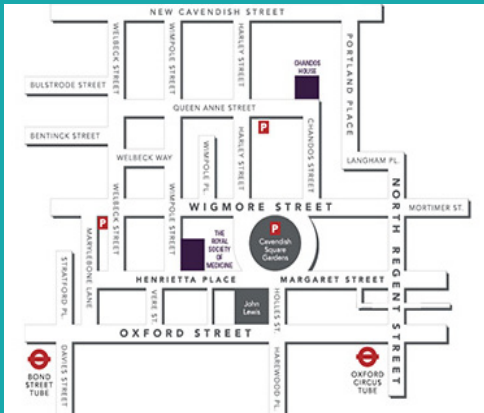 NEW CAVENDISH STREET
WELBECK STREET
WIMPOLE STREET
HARLEY STREET
PORTLAND PLACE
CHANDOS
HOUSE
BULSTRODE STREET
QUEEN ANNE STREET
P
BENTINCK STREET
WELBECK WAY
WIMPOLE PL.
HARLEY STREET
CHANDOS STREET
LANGHAM PL.
WIGMORE STREET
MORTIMER ST.
NORTH REGENT STREET
WELBECK STREET
WIMPOLE STREET
P
P
Cavendish
Square
Gardens
THE
ROYAL
SOCIETY
OF
MEDICINE
MARYLEBONE LANE
STRATFORD PL.
HENRIETTA PLACE
MARGARET STREET
VERE ST.
John
Lewis
HOLLES ST.
OXFORD STREET
BOND
STREET
TUBE
DAVIES STREET
HAREWOOD PL.
OXFORD
CIRCUS
TUBE